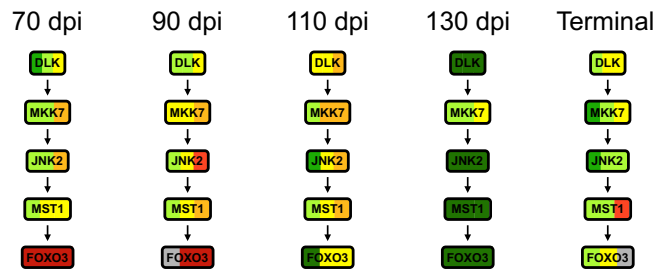 70 dpi 90 dpi 110 dpi 130 dpi Terminal
DLK DLK DLK DLK DLK
MKK7 MKK7 MKK7 MKK7 MKK7
JNK2 JNK2 JNK2 JNK2 JNK2
MST1 MST1 MST1 MST1 MST1
FOXO3 FOXO3 FOXO3 FOXO3 FOXO3